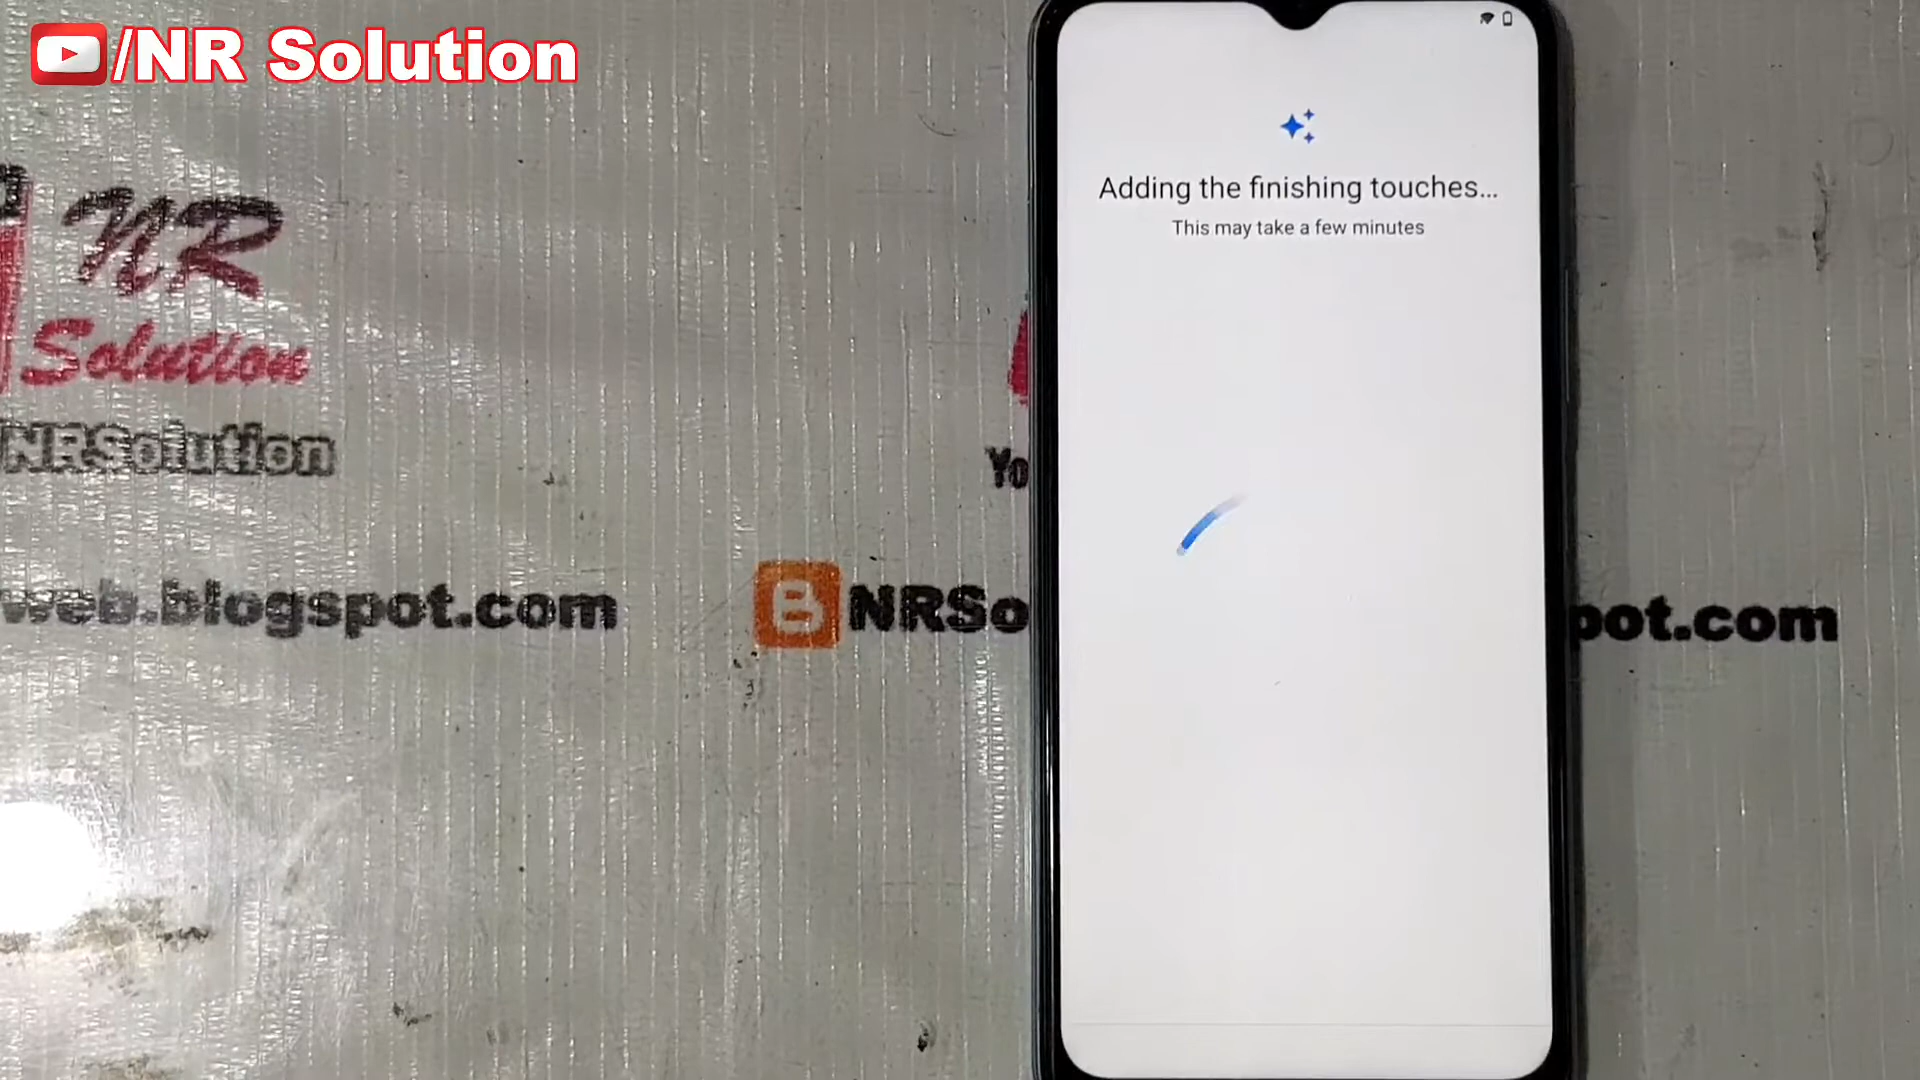 /NR Solution
Adding the finishing touches...
This may take a few minutes
NR
Solution
NRSolution
Yo
web.blogspot.com
NRSo
pot.com